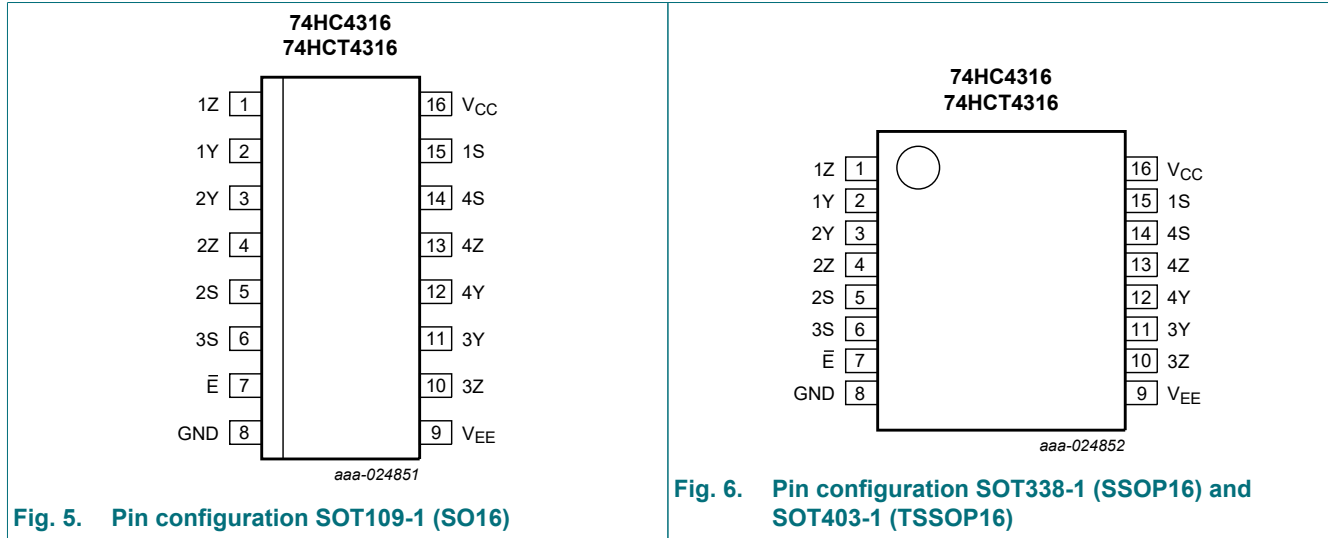 74HC4316
74HCT4316
1Z 1 16 VCC
1Y 2 15 1S
2Y 3 14 4S
2Z 4 13 4Z
2S 5 12 4Y
3S 6 11 3Y
Ē 7 10 3Z
GND 8 9 VEE
aaa-024851
Fig. 5. Pin configuration SOT109-1 (SO16)
74HC4316
74HCT4316
1Z 1 16 VCC
1Y 2 15 1S
2Y 3 14 4S
2Z 4 13 4Z
2S 5 12 4Y
3S 6 11 3Y
Ē 7 10 3Z
GND 8 9 VEE
aaa-024852
Fig. 6. Pin configuration SOT338-1 (SSOP16) and
SOT403-1 (TSSOP16)